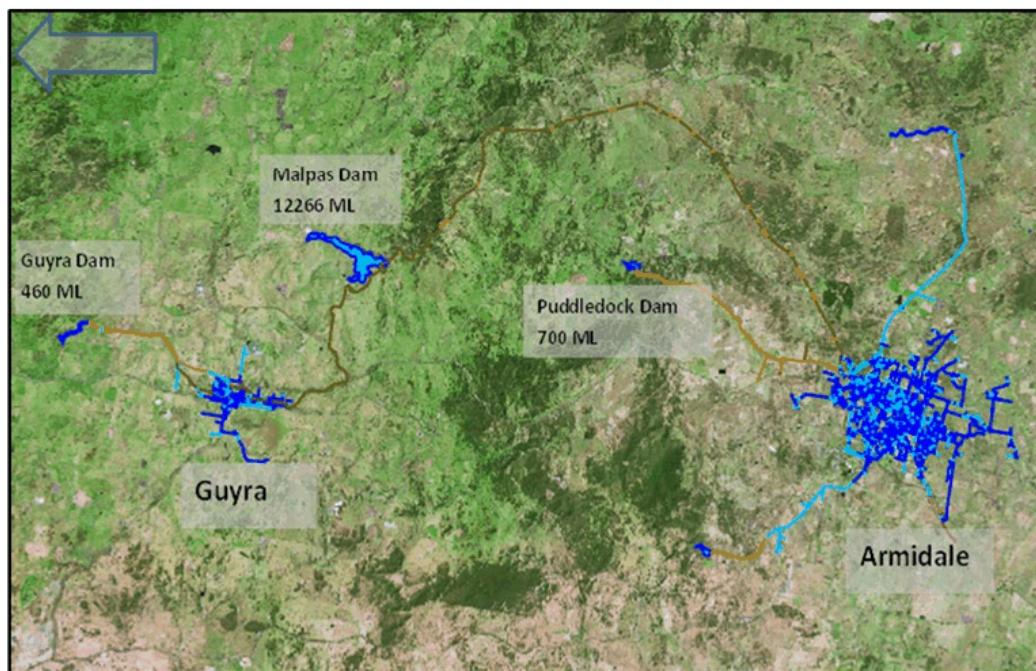 Malpas Dam
12266 ML
Guyra Dam
460 ML
Puddledock Dam
700 ML
Guyra
Armidale